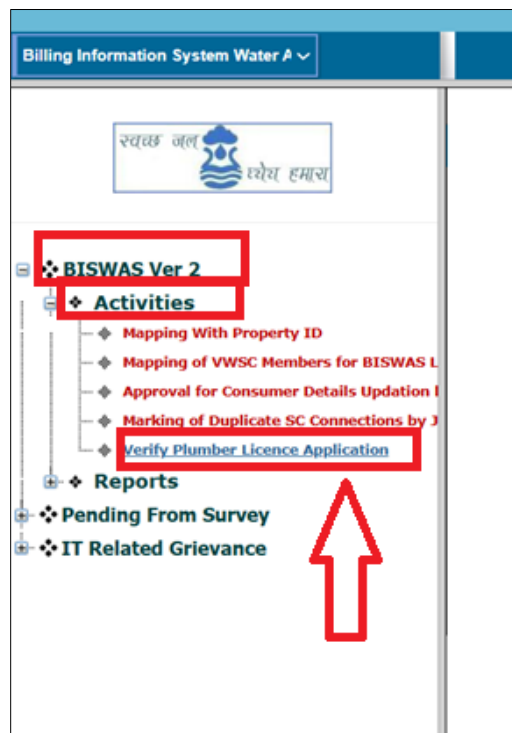 Billing Information System Water A
स्वच्छ जल
ध्येय हमारा
BISWAS Ver 2
Activities
Mapping With Property ID
Mapping of VWSC Members for BISWAS L
Approval for Consumer Details Updation
Marking of Duplicate SC Connections by J
Verify Plumber Licence Application
Reports
Pending From Survey
IT Related Grievance